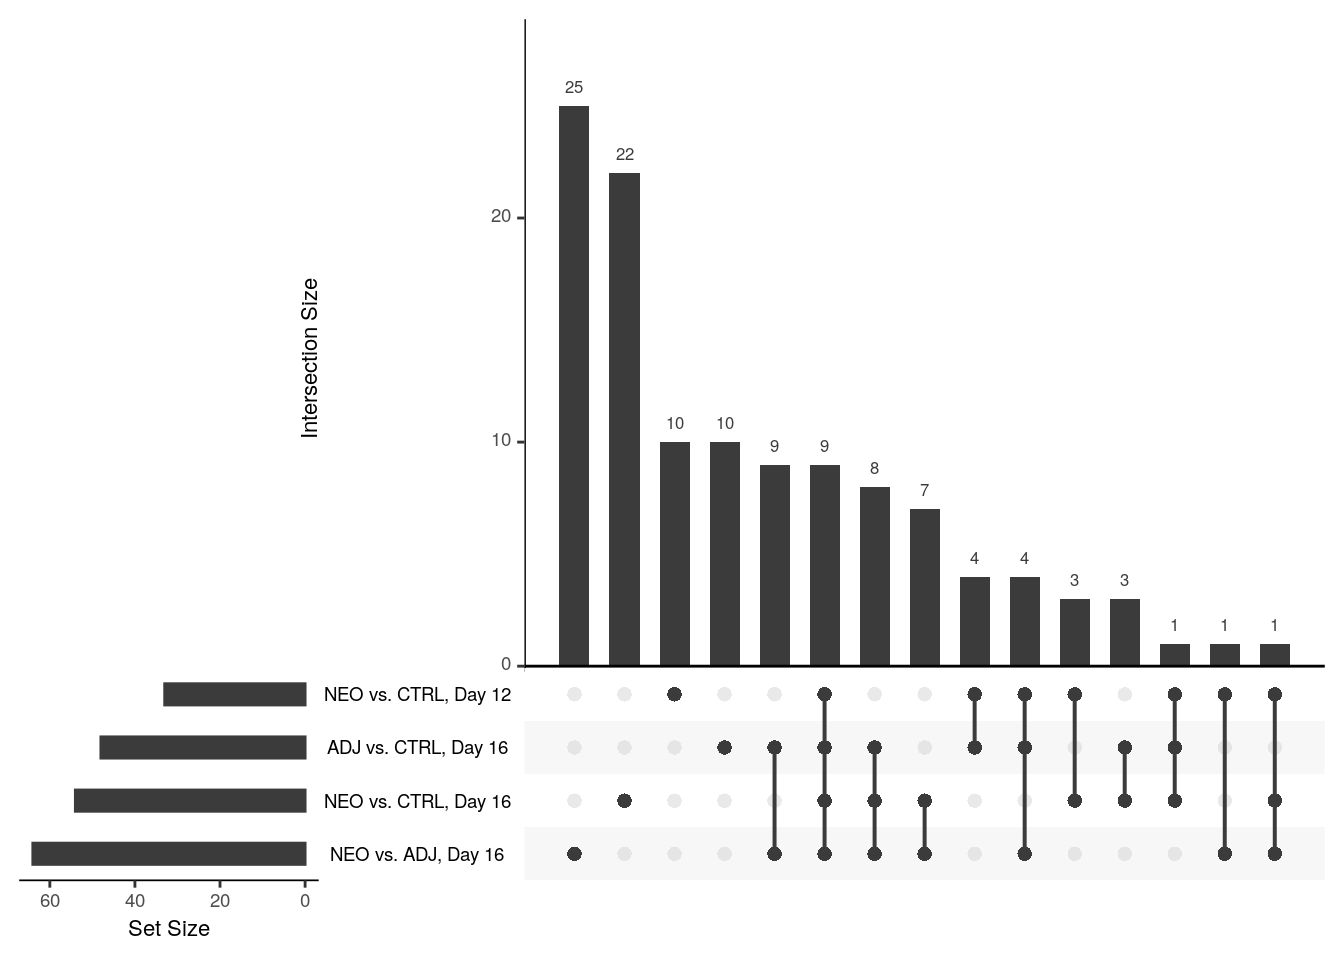 25
22
20
10 10
10
9 9
8
7
4 4
3 3
1 1 1
0
Intersection Size
NEO vs. CTRL, Day 12
ADJ vs. CTRL, Day 16
NEO vs. CTRL, Day 16
NEO vs. ADJ, Day 16
60 40 20 0
Set Size